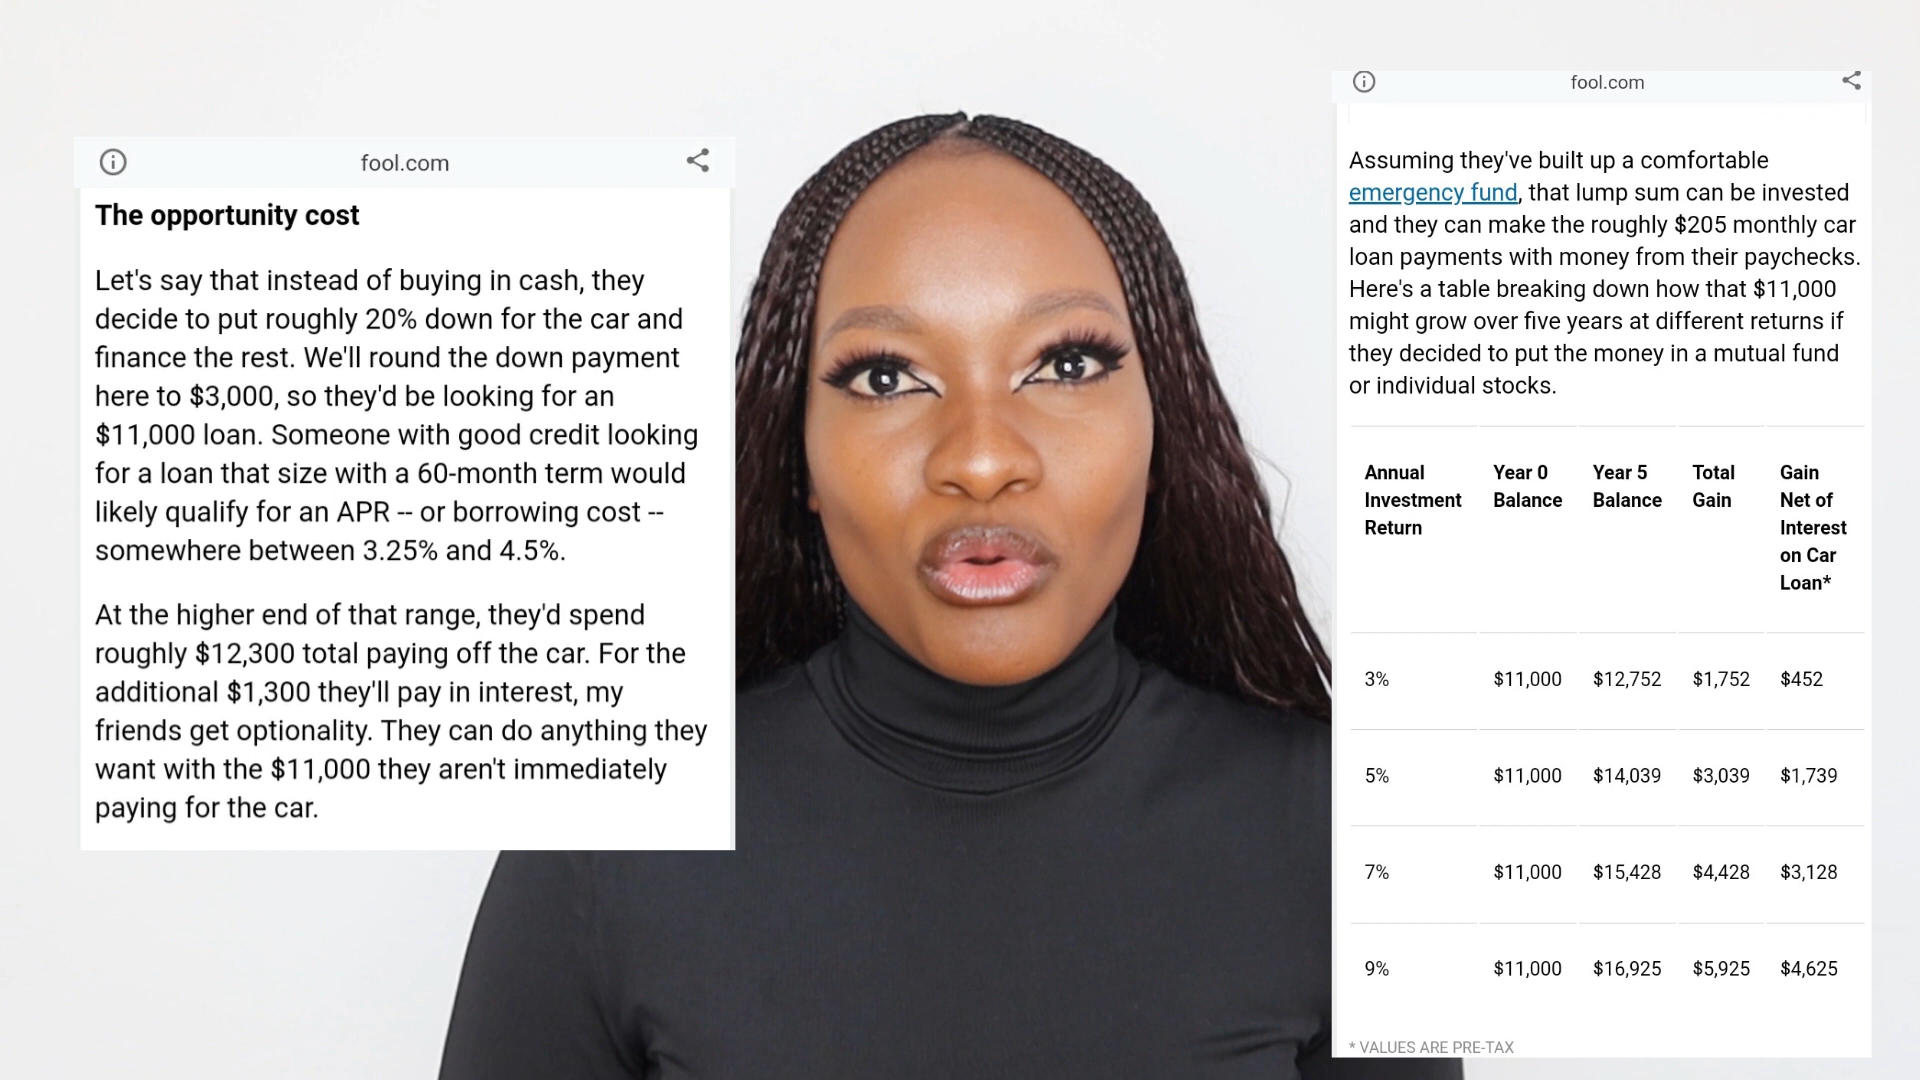 fool.com
The opportunity cost
Let's say that instead of buying in cash, they
decide to put roughly 20% down for the car and
finance the rest. We'll round the down payment
here to $3,000, so they'd be looking for an
$11,000 loan. Someone with good credit looking
for a loan that size with a 60-month term would
likely qualify for an APR -- or borrowing cost --
somewhere between 3.25% and 4.5%.
At the higher end of that range, they'd spend
roughly $12,300 total paying off the car. For the
additional $1,300 they'll pay in interest, my
friends get optionality. They can do anything they
want with the $11,000 they aren't immediately
paying for the car.
fool.com
Assuming they've built up a comfortable
emergency fund, that lump sum can be invested
and they can make the roughly $205 monthly car
loan payments with money from their paychecks.
Here's a table breaking down how that $11,000
might grow over five years at different returns if
they decided to put the money in a mutual fund
or individual stocks.
Annual Investment Return Year 0 Balance Year 5 Balance Total Gain Gain Net of Interest on Car Loan*
3% $11,000 $12,752 $1,752 $452
5% $11,000 $14,039 $3,039 $1,739
7% $11,000 $15,428 $4,428 $3,128
9% $11,000 $16,925 $5,925 $4,625
* VALUES ARE PRE-TAX